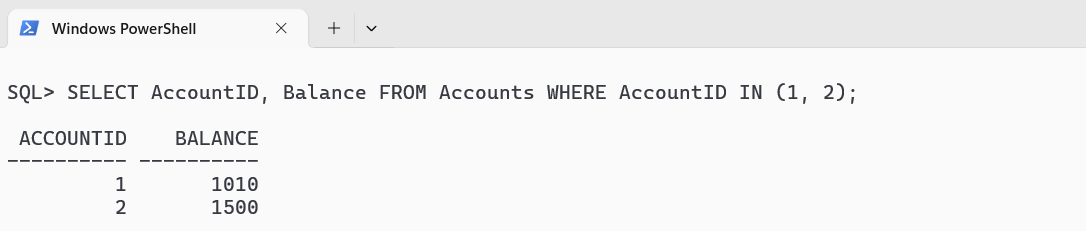 Windows PowerShell
SQL> SELECT AccountID, Balance FROM Accounts WHERE AccountID IN (1, 2);
 ACCOUNTID    BALANCE
---------- ----------
         1       1010
         2       1500